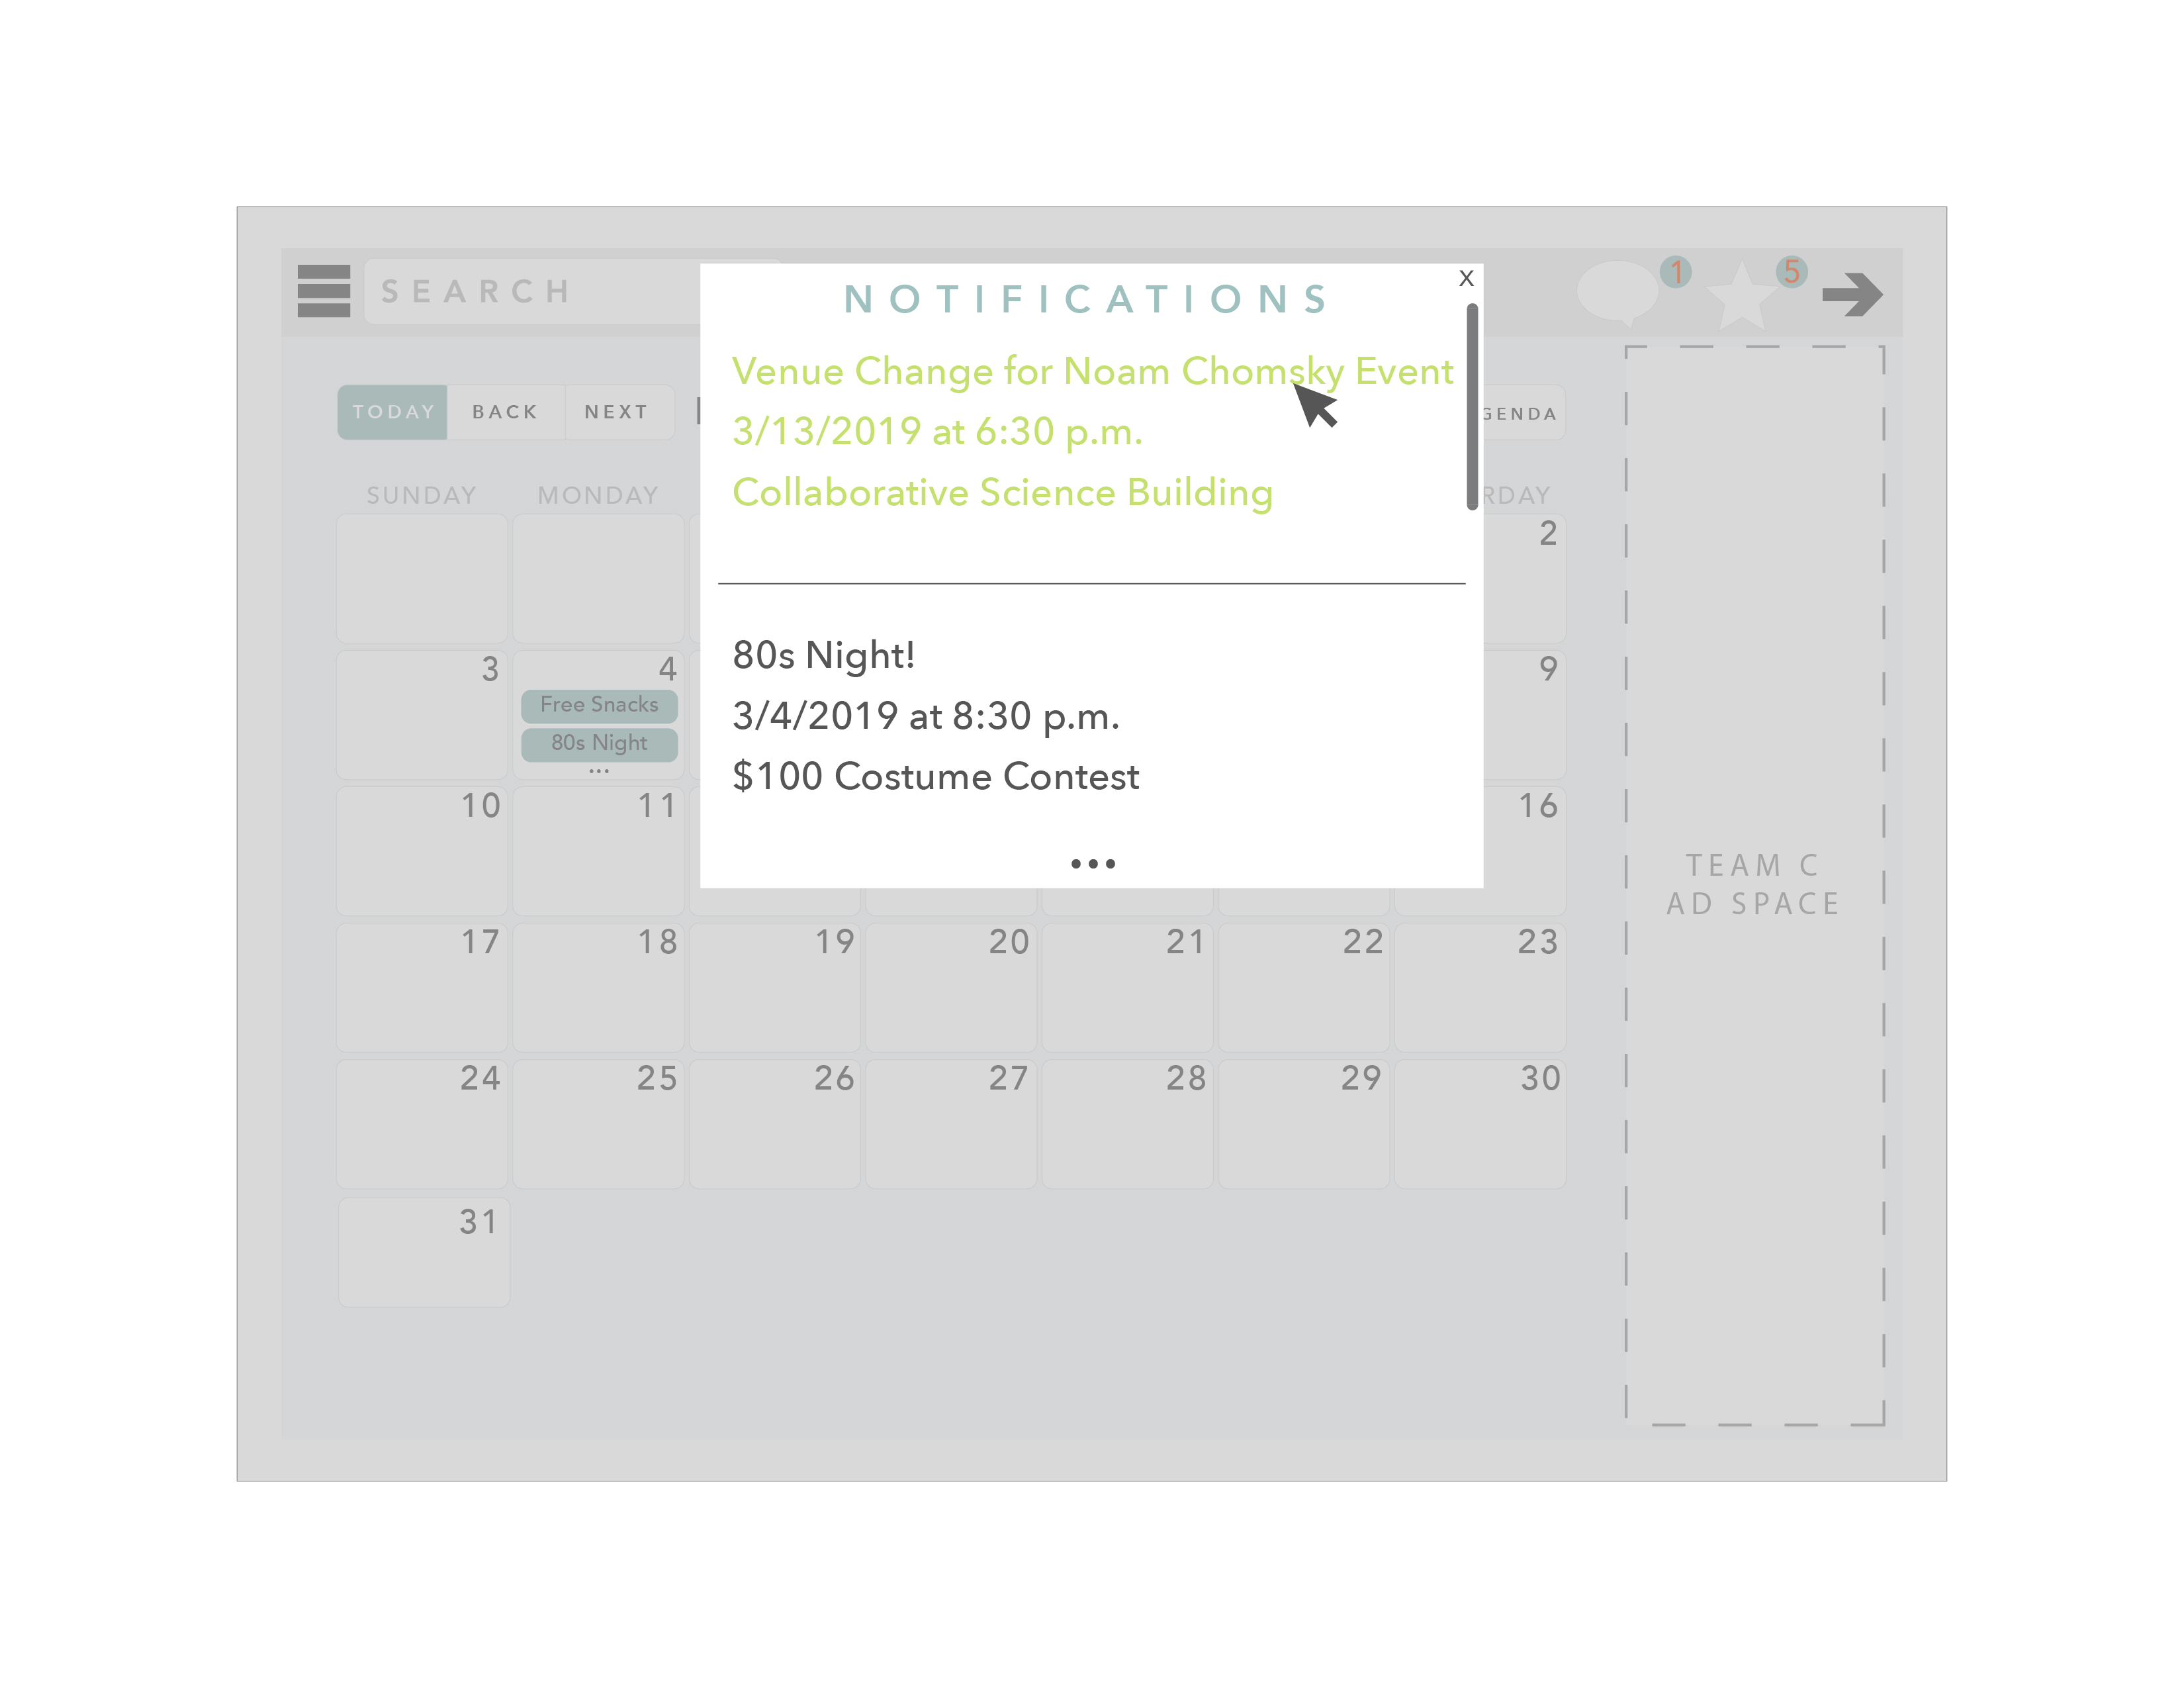 SEARCH
1
5
X
NOTIFICATIONS
Venue Change for Noam Chomsky Event
3/13/2019 at 6:30 p.m.
Collaborative Science Building
80s Night!
3/4/2019 at 8:30 p.m.
$100 Costume Contest
...
TODAY BACK NEXT
GENDA
SUNDAY MONDAY RDAY
2
3 4 9
Free Snacks
80s Night
...
10 11 16
17 18 19 20 21 22 23
24 25 26 27 28 29 30
31
TEAM C
AD SPACE